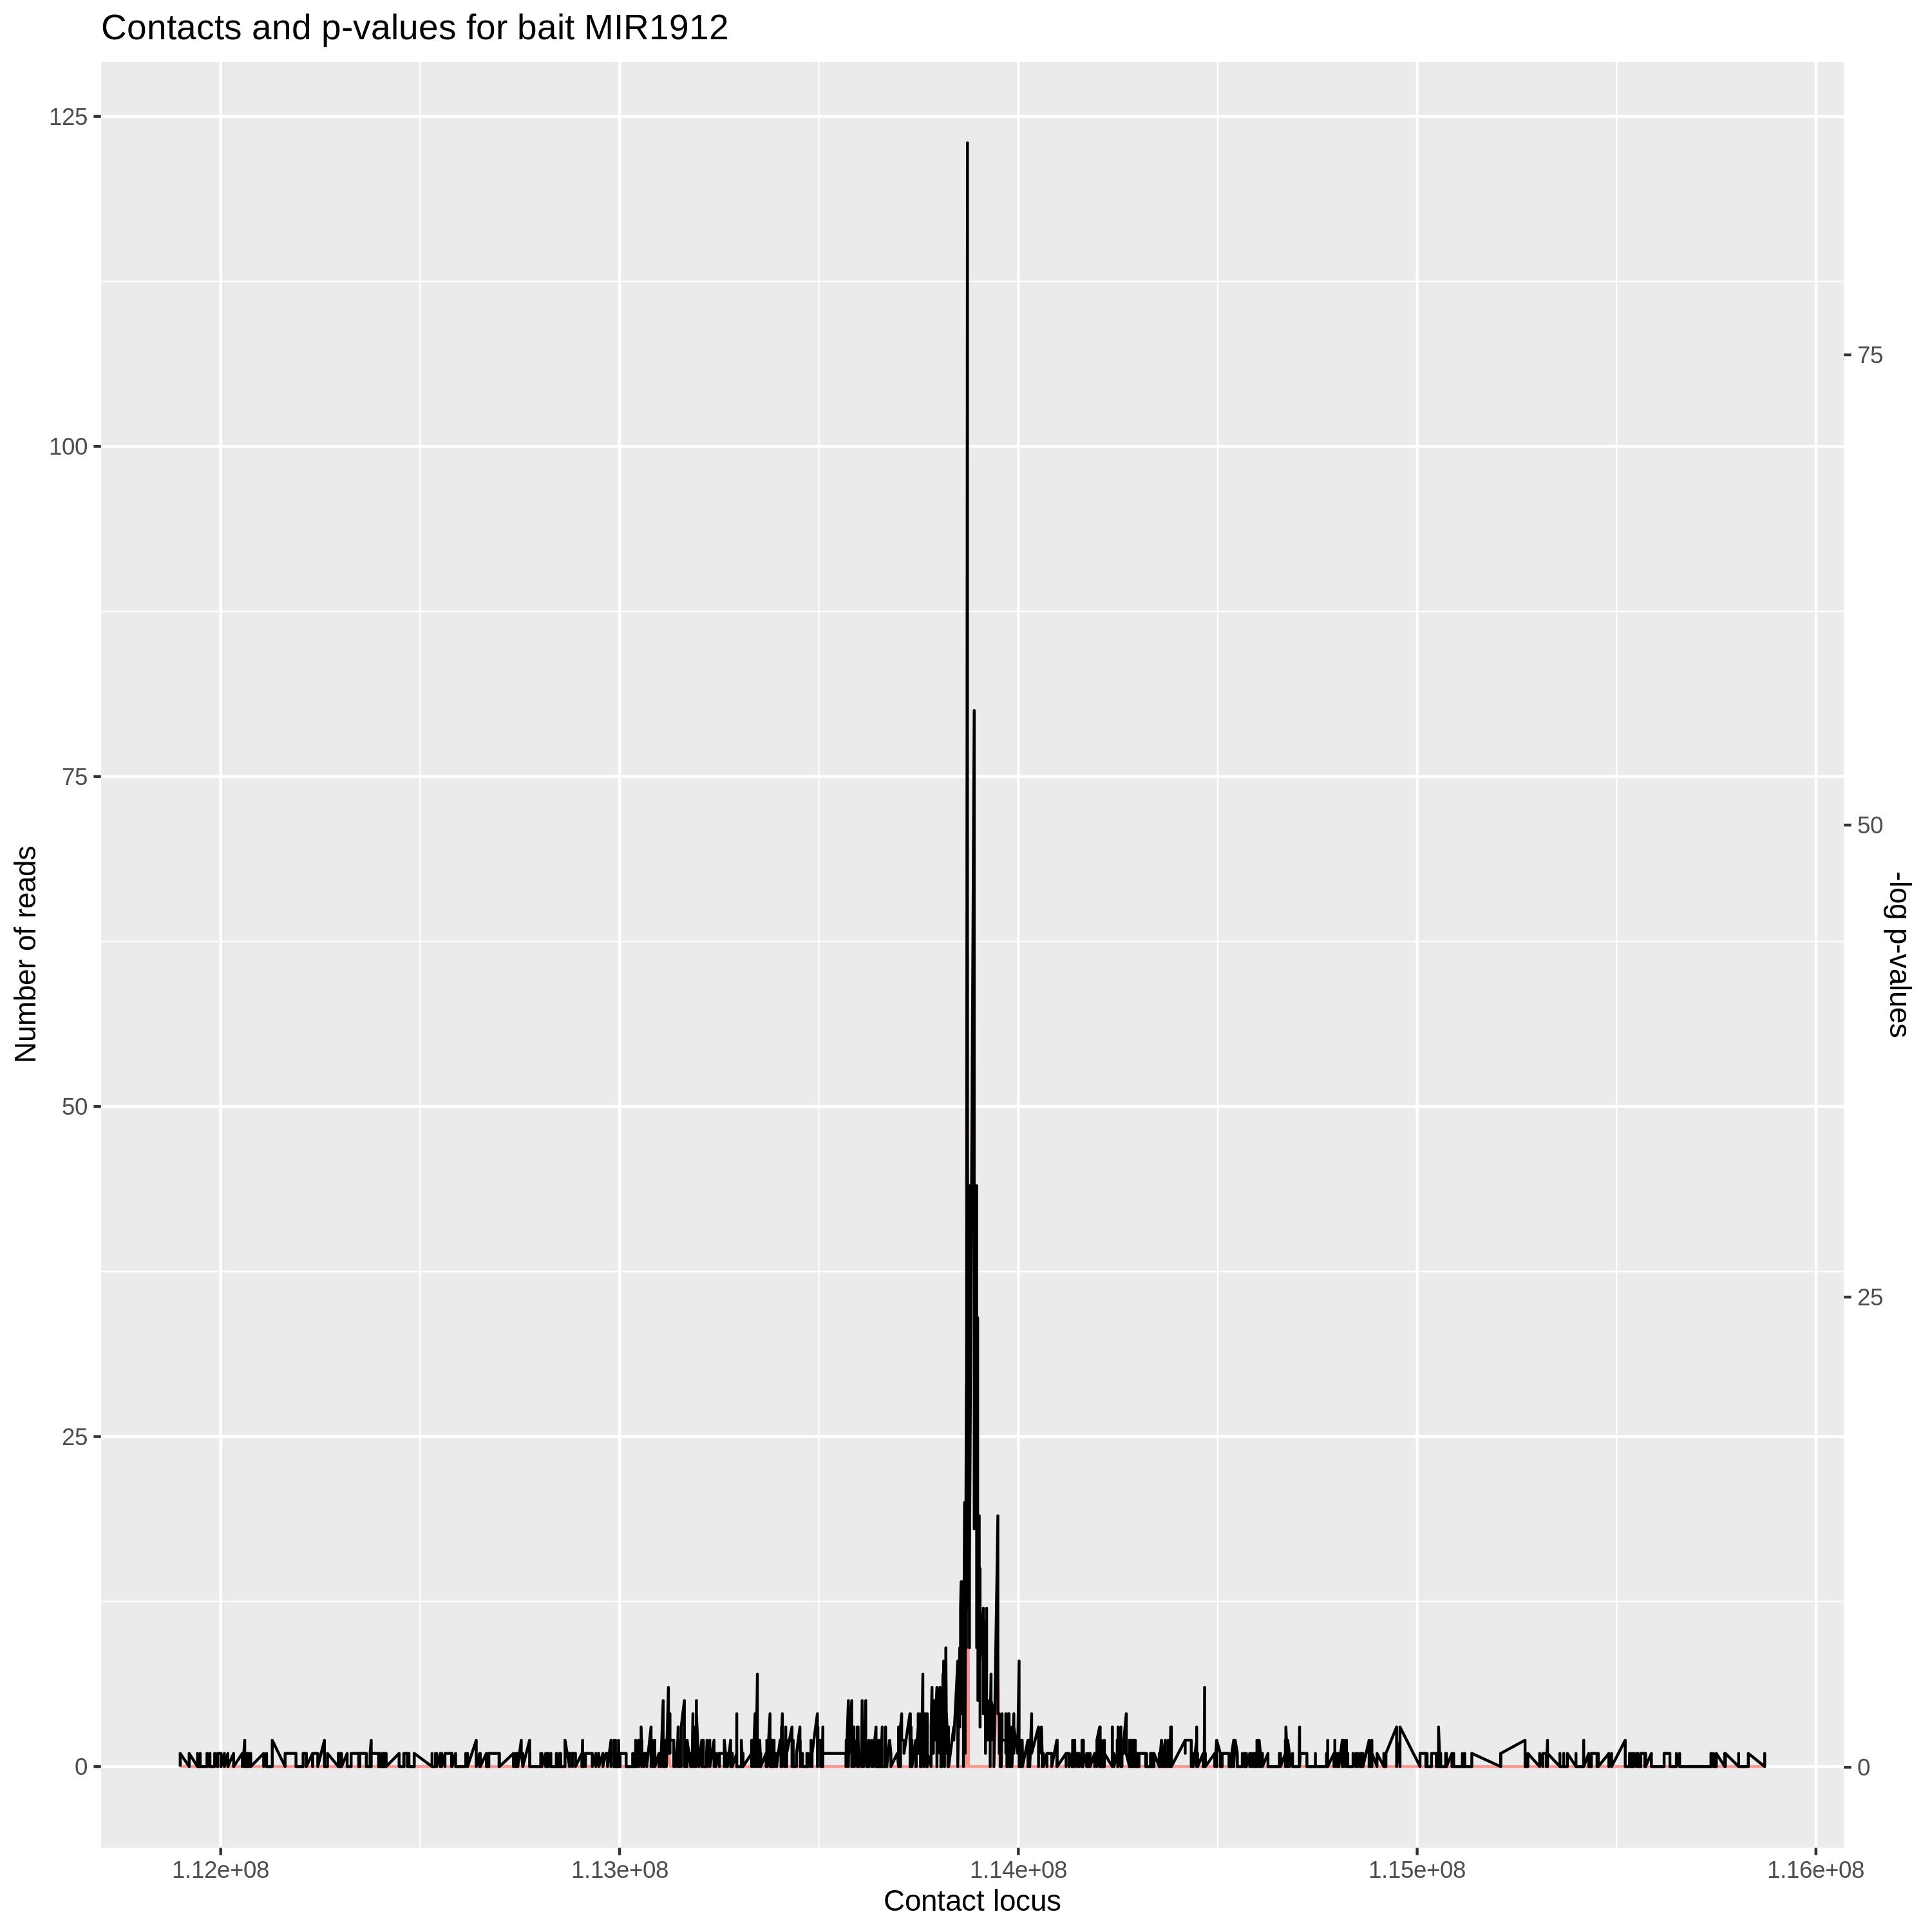 Contacts and p-values for bait MIR1912
125
100
75
50
25
0
Number of reads
75
50
25
0
-log p-values
1.12e+08
1.13e+08
1.14e+08
1.15e+08
1.16e+08
Contact locus